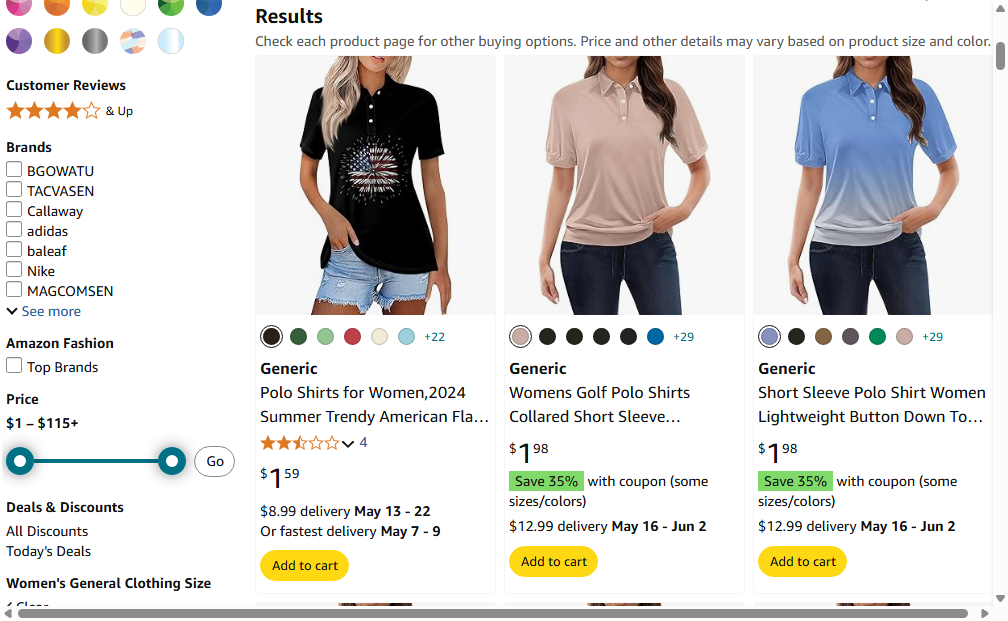 Results
Check each product page for other buying options. Price and other details may vary based on product size and color.
Customer Reviews
& Up
Brands
BGOWATU
TACVASEN
Callaway
adidas
baleaf
Nike
MAGCOMSEN
See more
Amazon Fashion
Top Brands
Price
$1 – $115+
Go
Deals & Discounts
All Discounts
Today's Deals
Women's General Clothing Size
Clear
+22
Generic
Polo Shirts for Women,2024
Summer Trendy American Fla...
4
$1 59
$8.99 delivery May 13 - 22
Or fastest delivery May 7 - 9
Add to cart
+29
Generic
Womens Golf Polo Shirts
Collared Short Sleeve...
$1 98
Save 35% with coupon (some
sizes/colors)
$12.99 delivery May 16 - Jun 2
Add to cart
+29
Generic
Short Sleeve Polo Shirt Women
Lightweight Button Down To...
$1 98
Save 35% with coupon (some
sizes/colors)
$12.99 delivery May 16 - Jun 2
Add to cart